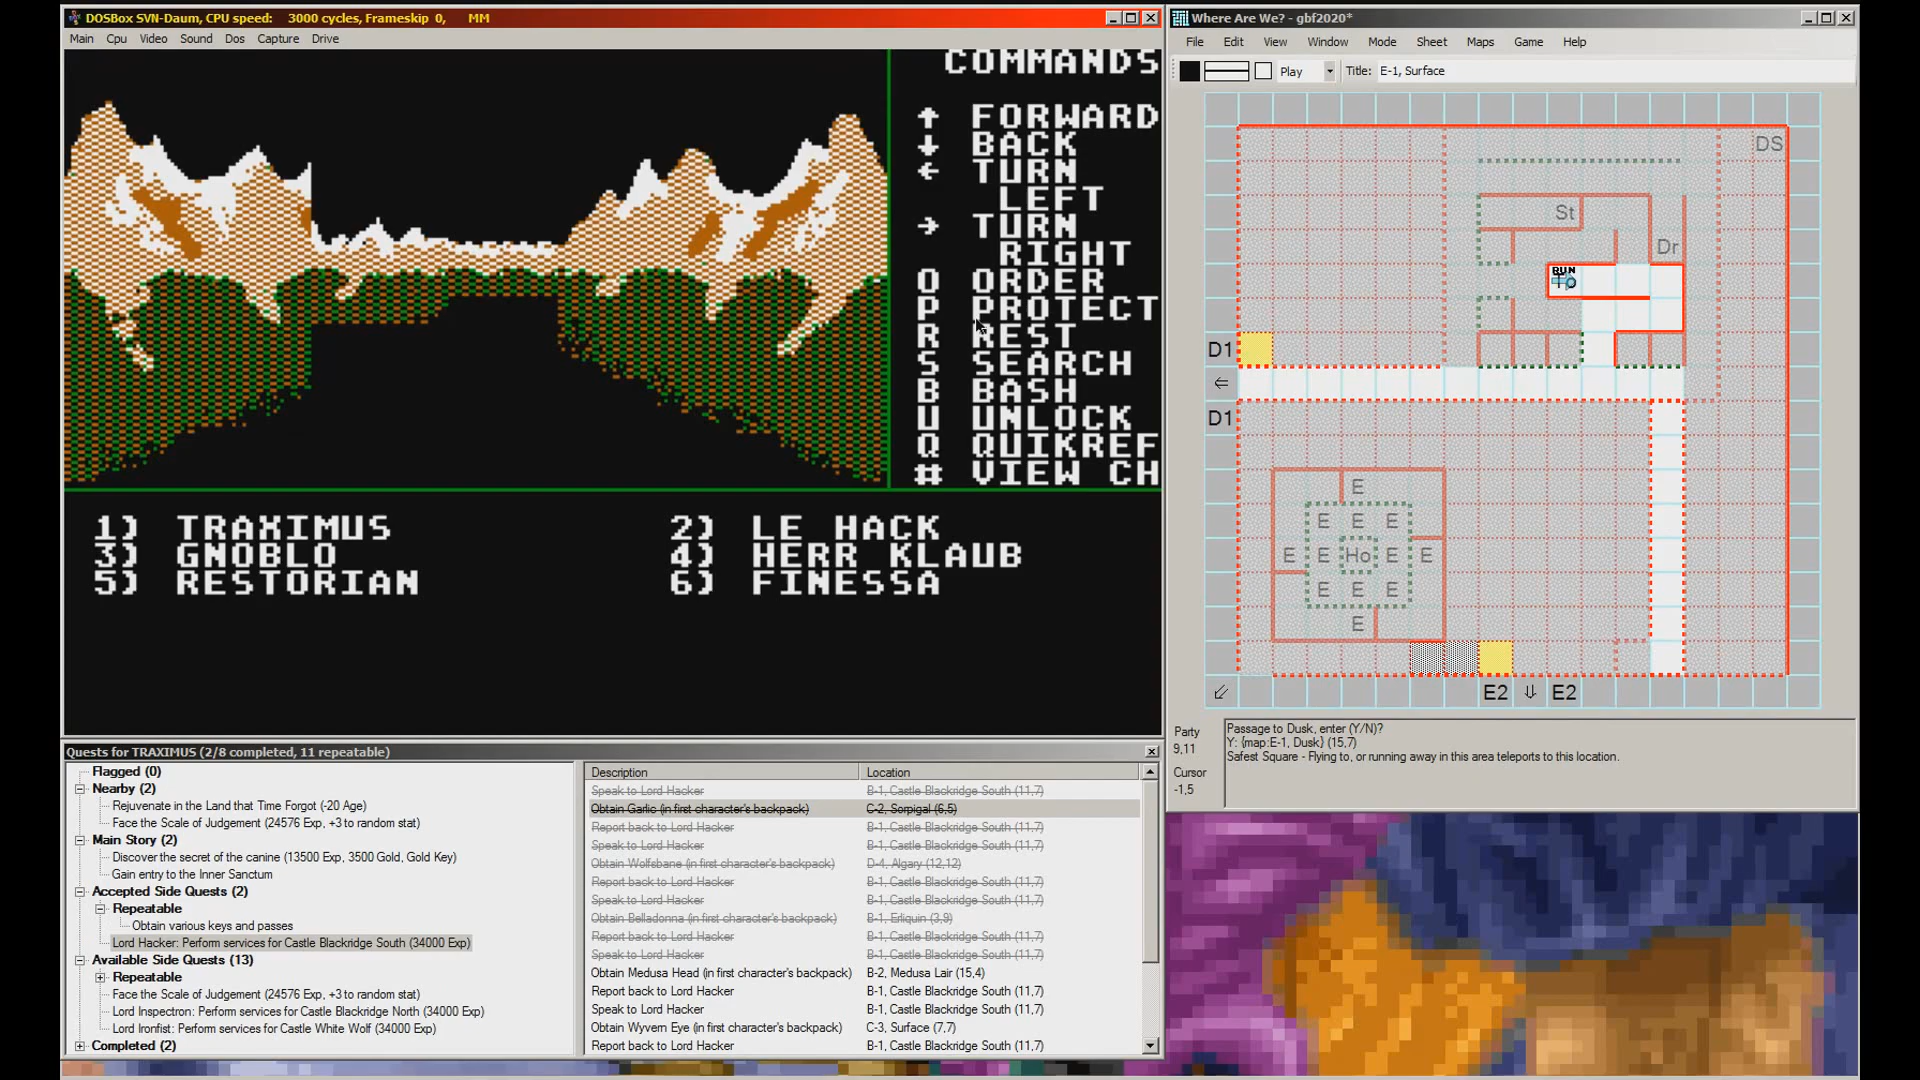 DOSBox SVN-Daum, CPU speed: 3000 cycles, Frameskip 0, MM
Main Cpu Video Sound Dos Capture Drive
COMMANDS
↑ FORWARD
↓ BACK
← TURN
LEFT
→ TURN
RIGHT
O ORDER
P PROTECT
R REST
S SEARCH
B BASH
U UNLOCK
Q QUIKREF
# VIEW CH
1) TRAXIMUS 2) LE HACK
3) GNOBLO 4) HERR KLAUB
5) RESTORIAN 6) FINESSA
Where Are We? - gbf2020*
File Edit View Window Mode Sheet Maps Game Help
Play Title: E-1, Surface
DS
St
Dr
RUN
TO
D1
⇐
D1
E
E E E
E E Ho E E
E E E
E
E2 E2
Party
9,11
Cursor
-1,5
Passage to Dusk, enter (Y/N)?
Y: {map:E-1, Dusk} (15,7)
Safest Square - Flying to, or running away in this area teleports to this location.
Quests for TRAXIMUS (2/8 completed, 11 repeatable)
Flagged (0)
Nearby (2)
Rejuvenate in the Land that Time Forgot (-20 Age)
Face the Scale of Judgement (24576 Exp, +3 to random stat)
Main Story (2)
Discover the secret of the canine (13500 Exp, 3500 Gold, Gold Key)
Gain entry to the Inner Sanctum
Accepted Side Quests (2)
Repeatable
Obtain various keys and passes
Lord Hacker: Perform services for Castle Blackridge South (34000 Exp)
Available Side Quests (13)
Repeatable
Face the Scale of Judgement (24576 Exp, +3 to random stat)
Lord Inspectron: Perform services for Castle Blackridge North (34000 Exp)
Lord Ironfist: Perform services for Castle White Wolf (34000 Exp)
Completed (2)
Description Location
Speak to Lord Hacker B-1, Castle Blackridge South (11,7)
Obtain Garlic (in first character's backpack) C-2, Sorpigal (6,5)
Report back to Lord Hacker B-1, Castle Blackridge South (11,7)
Speak to Lord Hacker B-1, Castle Blackridge South (11,7)
Obtain Wolfsbane (in first character's backpack) D-4, Algary (12,12)
Report back to Lord Hacker B-1, Castle Blackridge South (11,7)
Speak to Lord Hacker B-1, Castle Blackridge South (11,7)
Obtain Belladonna (in first character's backpack) B-1, Erliquin (3,9)
Report back to Lord Hacker B-1, Castle Blackridge South (11,7)
Speak to Lord Hacker B-1, Castle Blackridge South (11,7)
Obtain Medusa Head (in first character's backpack) B-2, Medusa Lair (15,4)
Report back to Lord Hacker B-1, Castle Blackridge South (11,7)
Speak to Lord Hacker B-1, Castle Blackridge South (11,7)
Obtain Wyvern Eye (in first character's backpack) C-3, Surface (7,7)
Report back to Lord Hacker B-1, Castle Blackridge South (11,7)